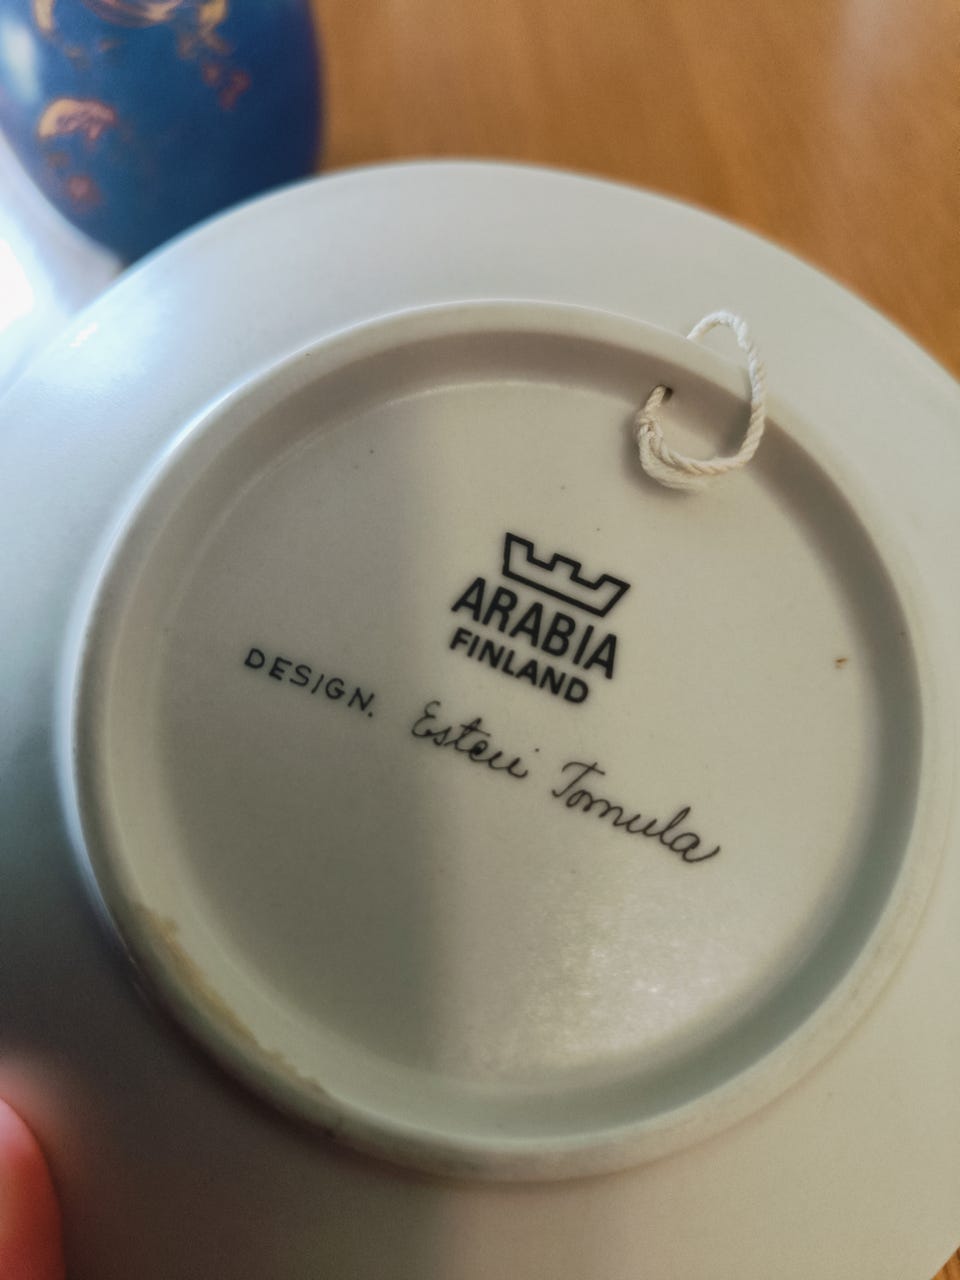 ARABIA
FINLAND
DESIGN. Esteri Tomula